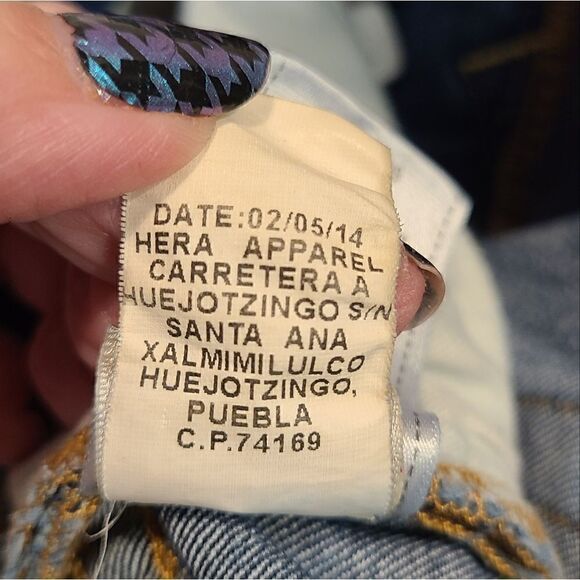 DATE:02/05/14
HERA APPAREL
CARRETERA A
HUEJOTZINGO S/N
SANTA ANA
XALMIMILULCO
HUEJOTZINGO,
PUEBLA
C.P.74169